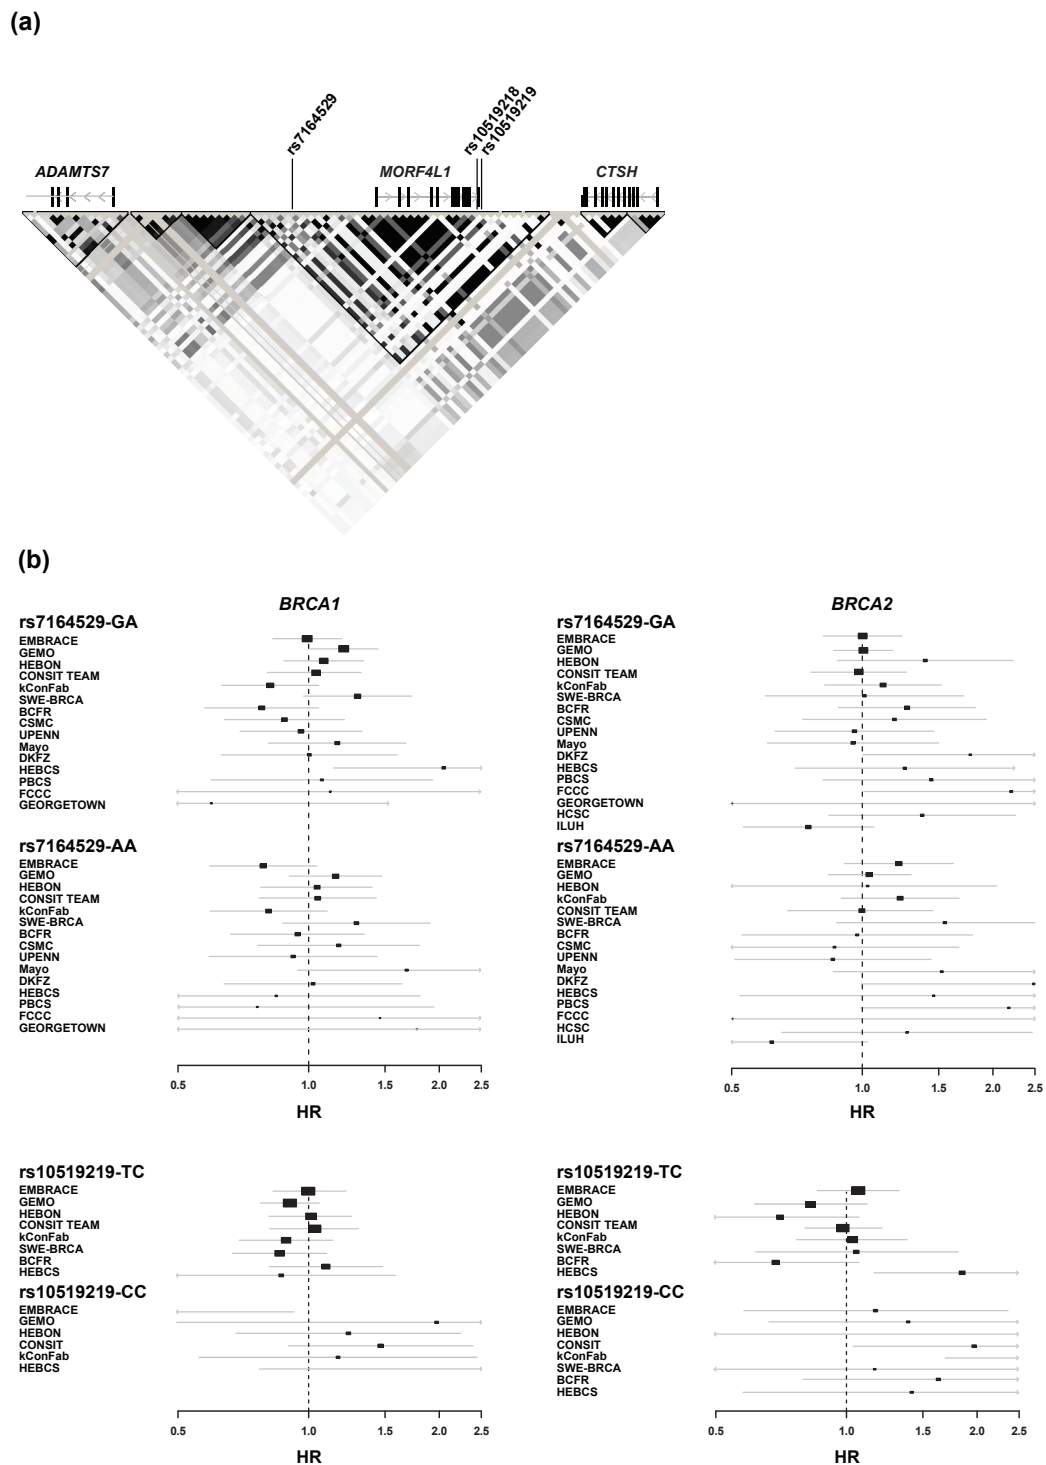 (a)
rs7164529
rs10519218
rs10519219
ADAMTS7
MORF4L1
CTSH
(b)
BRCA1
rs7164529-GA
EMBRACE
GEMO
HEBON
CONSIT TEAM
kConFab
SWE-BRCA
BCFR
CSMC
UPENN
Mayo
DKFZ
HEBCS
PBCS
FCCC
GEORGETOWN
rs7164529-AA
EMBRACE
GEMO
HEBON
CONSIT TEAM
kConFab
SWE-BRCA
BCFR
CSMC
UPENN
Mayo
DKFZ
HEBCS
PBCS
FCCC
GEORGETOWN
0.5 1.0 1.5 2.0 2.5
HR
BRCA2
rs7164529-GA
EMBRACE
GEMO
HEBON
CONSIT TEAM
kConFab
SWE-BRCA
BCFR
CSMC
UPENN
Mayo
DKFZ
HEBCS
PBCS
FCCC
GEORGETOWN
HCSC
ILUH
rs7164529-AA
EMBRACE
GEMO
HEBON
kConFab
CONSIT TEAM
SWE-BRCA
BCFR
CSMC
UPENN
Mayo
DKFZ
HEBCS
PBCS
FCCC
HCSC
ILUH
0.5 1.0 1.5 2.0 2.5
HR
rs10519219-TC
EMBRACE
GEMO
HEBON
CONSIT TEAM
kConFab
SWE-BRCA
BCFR
HEBCS
rs10519219-CC
EMBRACE
GEMO
HEBON
CONSIT
kConFab
HEBCS
0.5 1.0 1.5 2.0 2.5
HR
rs10519219-TC
EMBRACE
GEMO
HEBON
CONSIT TEAM
kConFab
SWE-BRCA
BCFR
HEBCS
rs10519219-CC
EMBRACE
GEMO
HEBON
CONSIT
kConFab
SWE-BRCA
BCFR
HEBCS
0.5 1.0 1.5 2.0 2.5
HR